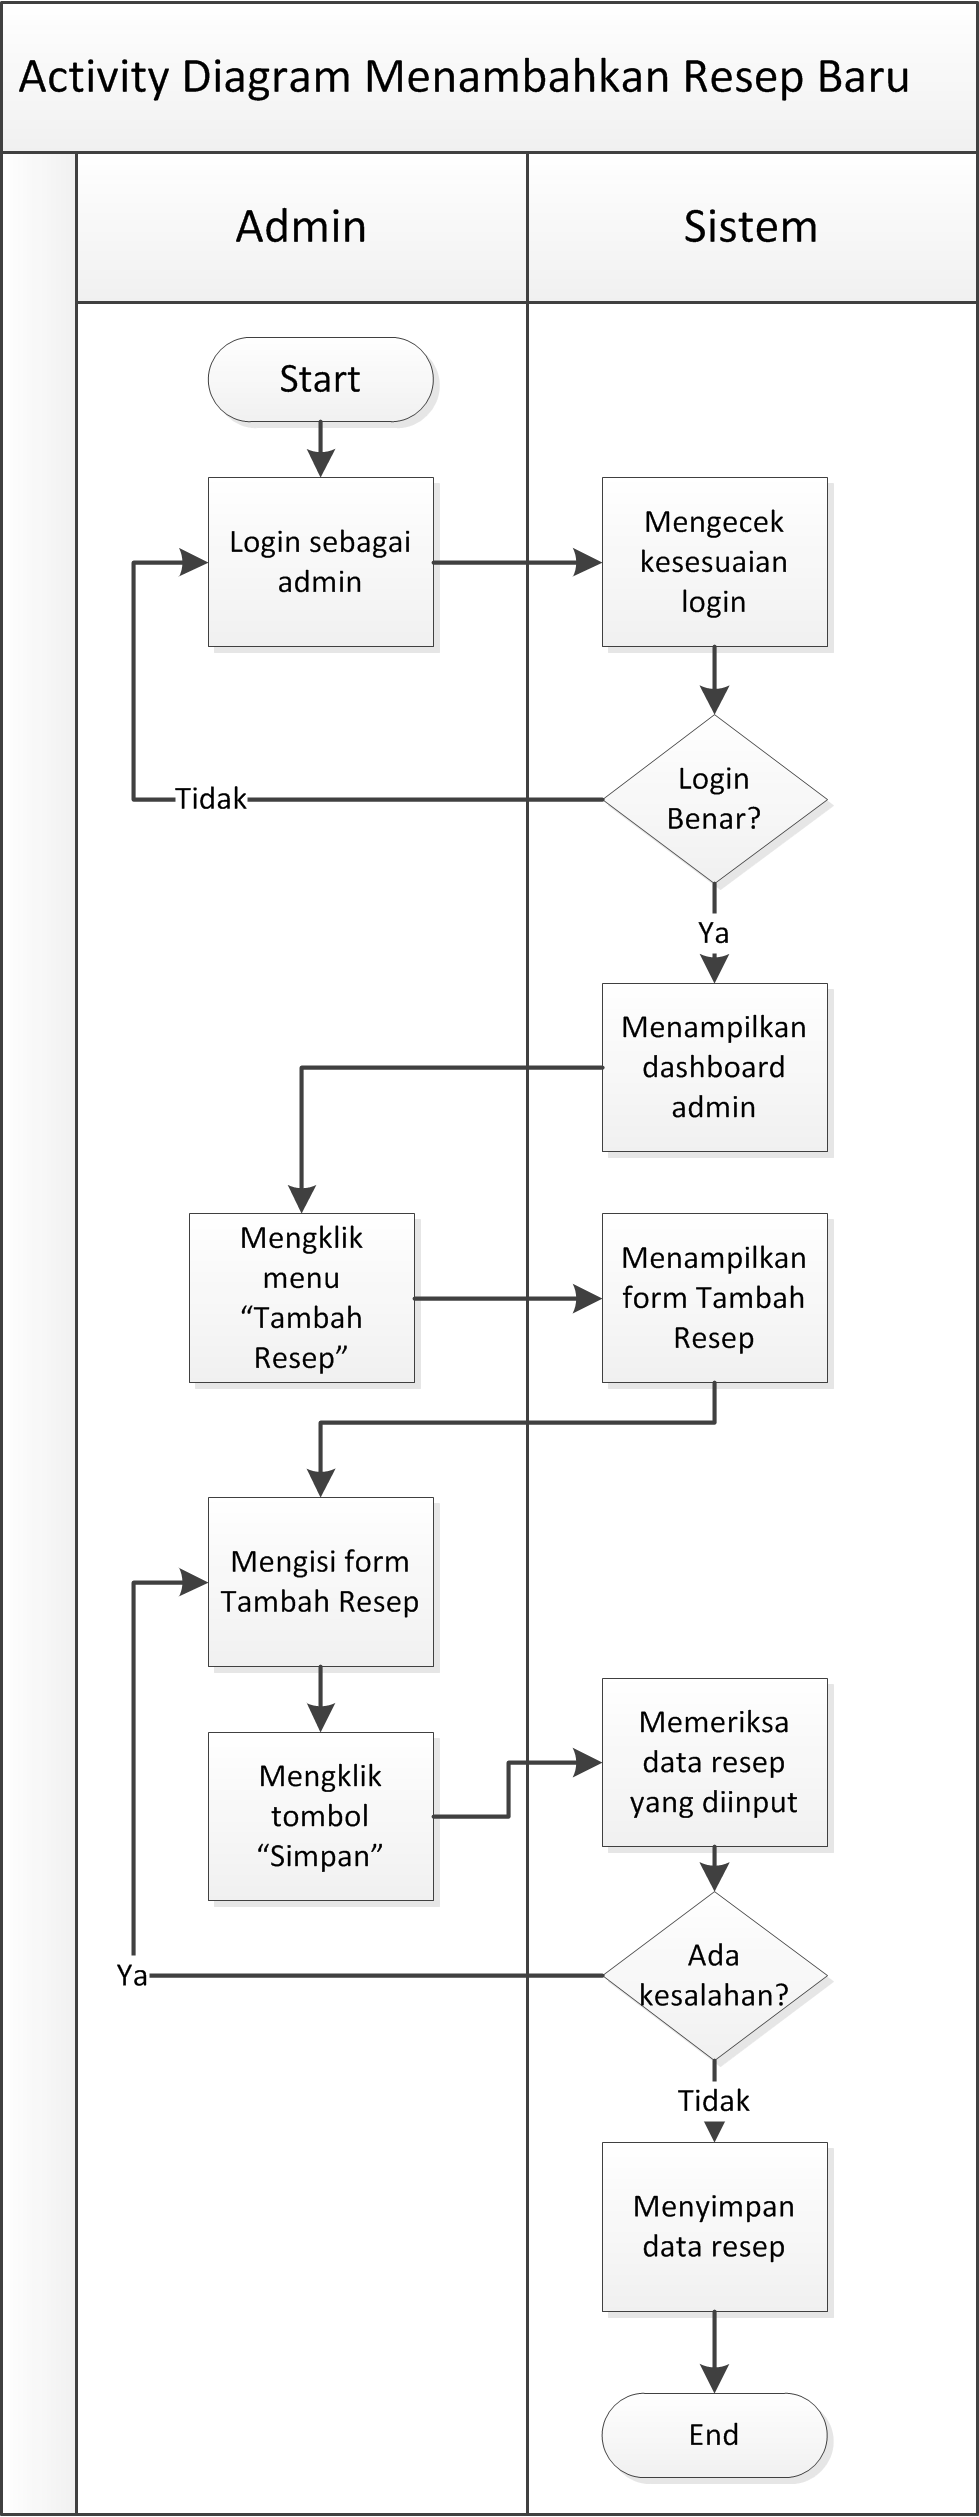 Activity Diagram Menambahkan Resep Baru
Admin
Sistem
Start
Login sebagai
admin
Mengecek
kesesuaian
login
Login
Benar?
Tidak
Ya
Menampilkan
dashboard
admin
Mengklik
menu
“Tambah
Resep”
Menampilkan
form Tambah
Resep
Mengisi form
Tambah Resep
Mengklik
tombol
“Simpan”
Memeriksa
data resep
yang diinput
Ada
kesalahan?
Ya
Tidak
Menyimpan
data resep
End